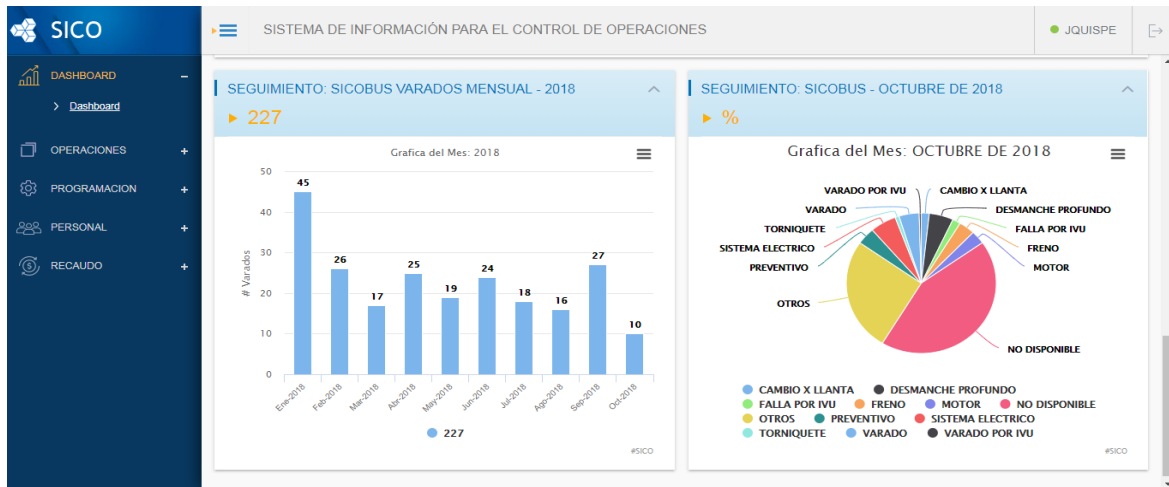 SICO
SISTEMA DE INFORMACIÓN PARA EL CONTROL DE OPERACIONES
JQUISPE
DASHBOARD
Dashboard
OPERACIONES
PROGRAMACION
PERSONAL
RECAUDO
SEGUIMIENTO: SICOBUS VARADOS MENSUAL - 2018
227
Grafica del Mes: 2018
# Varados
50
40
30
20
10
0
45
26
17
25
19
24
18
16
27
10
Ene-2018
Feb-2018
Mar-2018
Abr-2018
May-2018
Jun-2018
Jul-2018
Ago-2018
Sep-2018
Oct-2018
227
#SICO
SEGUIMIENTO: SICOBUS - OCTUBRE DE 2018
%
Grafica del Mes: OCTUBRE DE 2018
VARADO POR IVU
CAMBIO X LLANTA
VARADO
DESMANCHE PROFUNDO
TORNIQUETE
FALLA POR IVU
SISTEMA ELECTRICO
FRENO
PREVENTIVO
MOTOR
OTROS
NO DISPONIBLE
CAMBIO X LLANTA DESMANCHE PROFUNDO
FALLA POR IVU FRENO MOTOR NO DISPONIBLE
OTROS PREVENTIVO SISTEMA ELECTRICO
TORNIQUETE VARADO VARADO POR IVU
#SICO